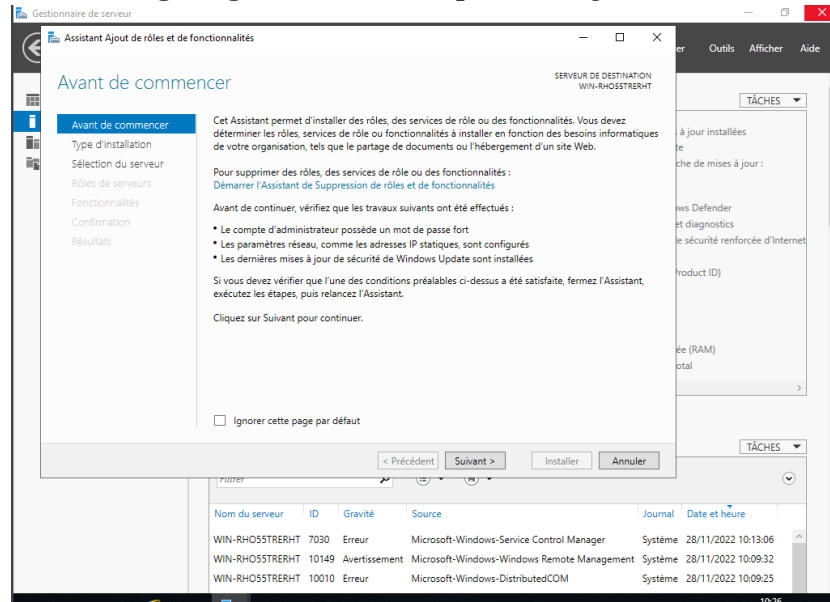 Gestionnaire de serveur
Assistant Ajout de rôles et de fonctionnalités
Outils Afficher Aide
Avant de commencer
SERVEUR DE DESTINATION
WIN-RHO55TRERHT
Avant de commencer
Type d'installation
Sélection du serveur
Rôles de serveurs
Fonctionnalités
Confirmation
Résultats
Cet Assistant permet d'installer des rôles, des services de rôle ou des fonctionnalités. Vous devez
déterminer les rôles, services de rôle ou fonctionnalités à installer en fonction des besoins informatiques
de votre organisation, tels que le partage de documents ou l'hébergement d'un site Web.
Pour supprimer des rôles, des services de rôle ou des fonctionnalités :
Démarrer l'Assistant de Suppression de rôles et de fonctionnalités
Avant de continuer, vérifiez que les travaux suivants ont été effectués :
• Le compte d'administrateur possède un mot de passe fort
• Les paramètres réseau, comme les adresses IP statiques, sont configurés
• Les dernières mises à jour de sécurité de Windows Update sont installées
Si vous devez vérifier que l'une des conditions préalables ci-dessus a été satisfaite, fermez l'Assistant,
exécutez les étapes, puis relancez l'Assistant.
Cliquez sur Suivant pour continuer.
Ignorer cette page par défaut
< Précédent Suivant > Installer Annuler
TÂCHES
à jour installées
che de mises à jour :
ws Defender
et diagnostics
e sécurité renforcée d'Internet
Product ID)
ée (RAM)
otal
TÂCHES
Filtrer
Nom du serveur ID Gravité Source Journal Date et heure
WIN-RHO55TRERHT 7030 Erreur Microsoft-Windows-Service Control Manager Système 28/11/2022 10:13:06
WIN-RHO55TRERHT 10149 Avertissement Microsoft-Windows-Windows Remote Management Système 28/11/2022 10:09:32
WIN-RHO55TRERHT 10010 Erreur Microsoft-Windows-DistributedCOM Système 28/11/2022 10:09:25
10:26